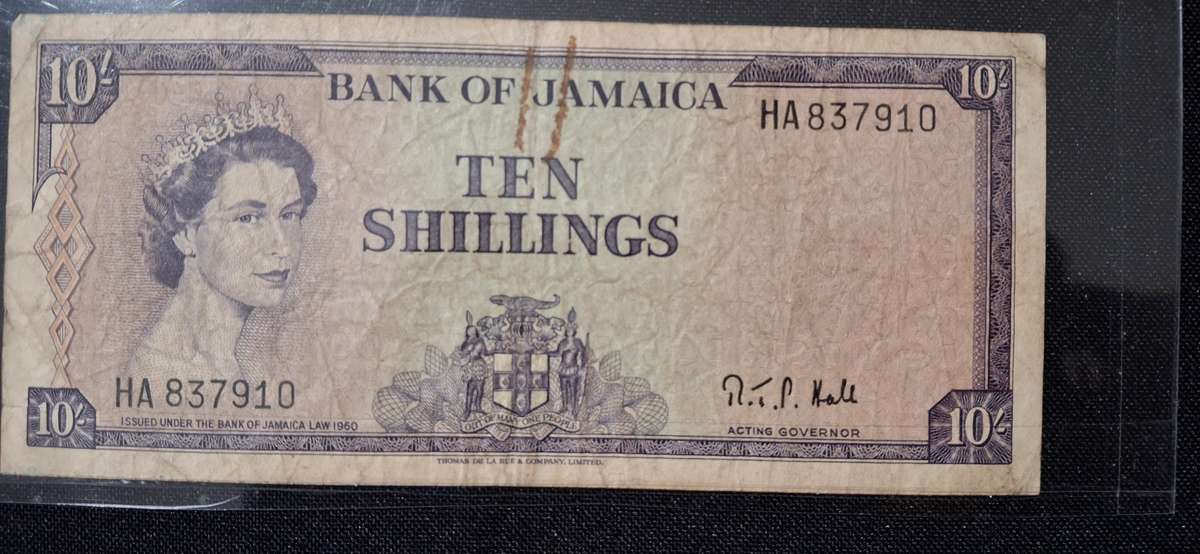 10/-
10/-
BANK OF JAMAICA
HA 837910
TEN
SHILLINGS
HA 837910
R.T.P. Hall
10/-
ISSUED UNDER THE BANK OF JAMAICA LAW 1960
OUT OF MANY ONE PEOPLE
ACTING GOVERNOR
10/-
THOMAS DE LA RUE & COMPANY, LIMITED.